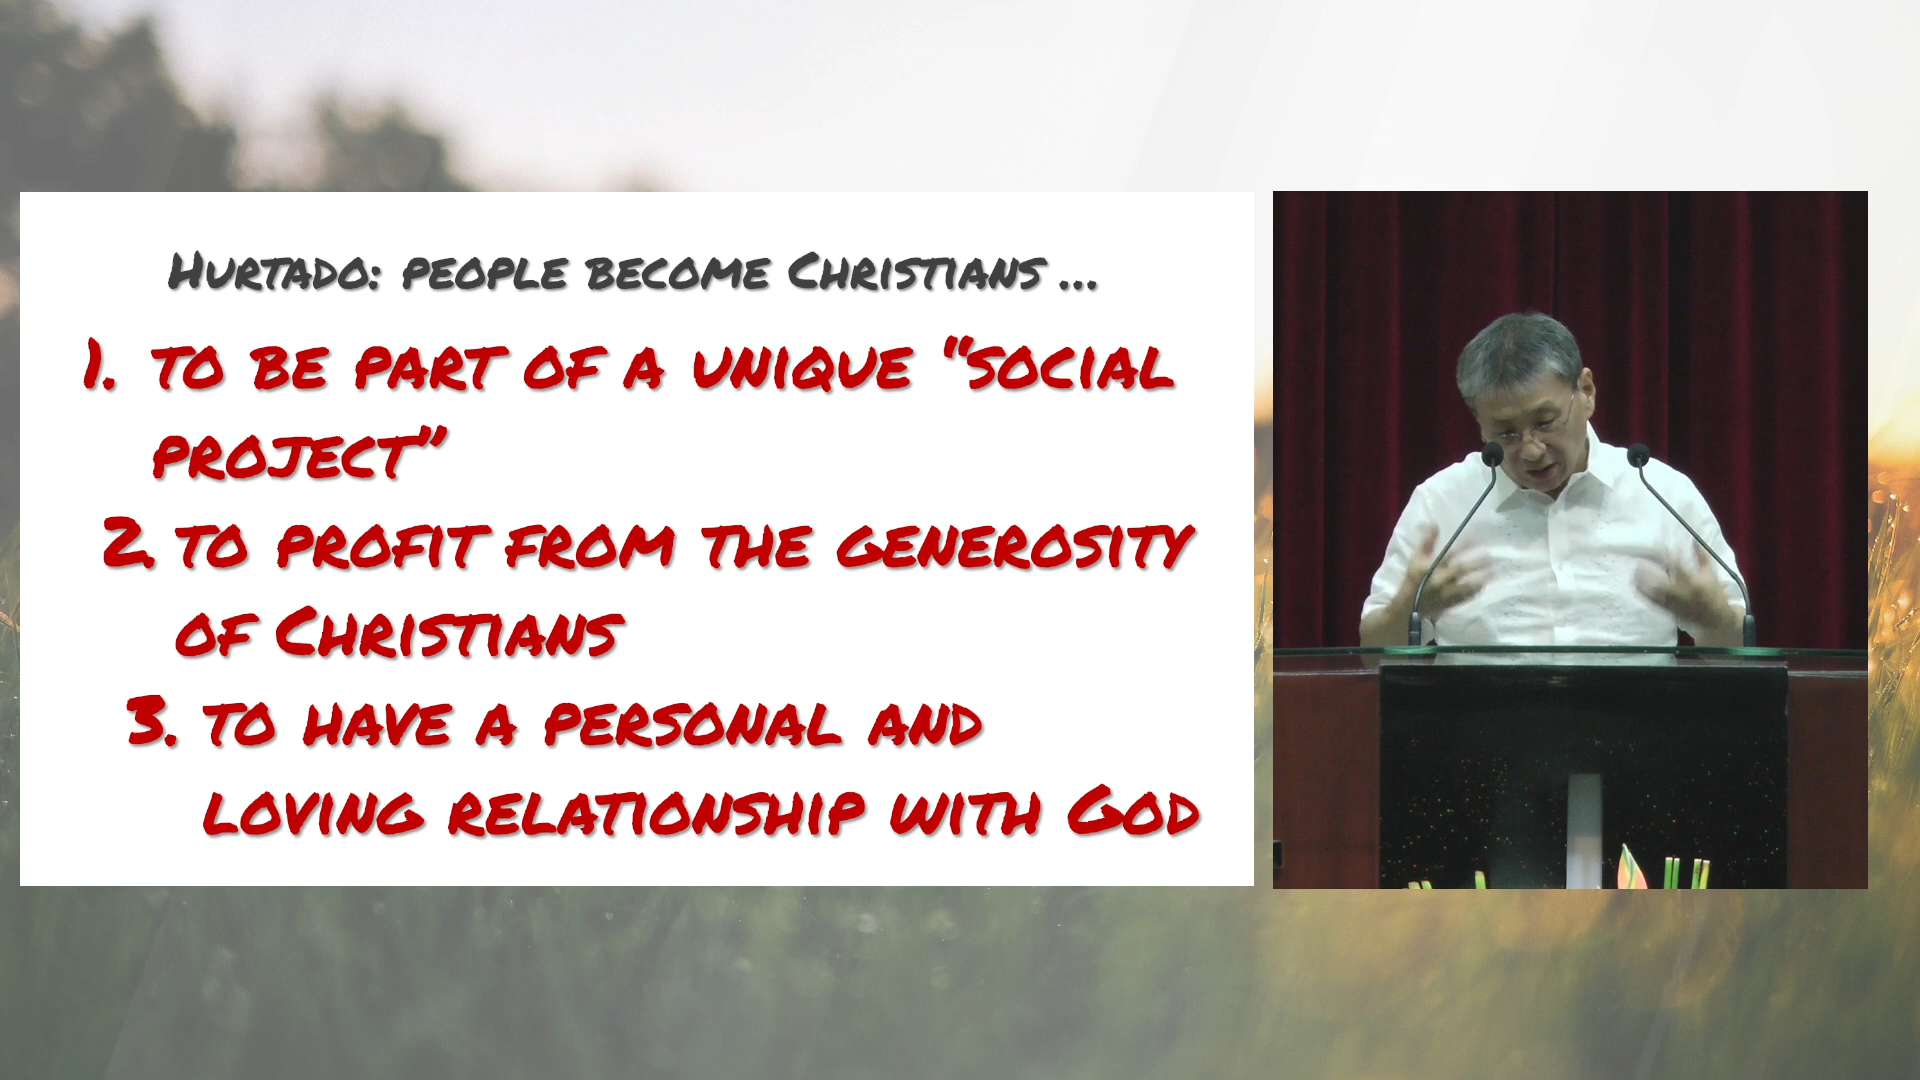 Hurtado: people become Christians ...
1. to be part of a unique “social
project”
2. to profit from the generosity
of Christians
3. to have a personal and
loving relationship with God